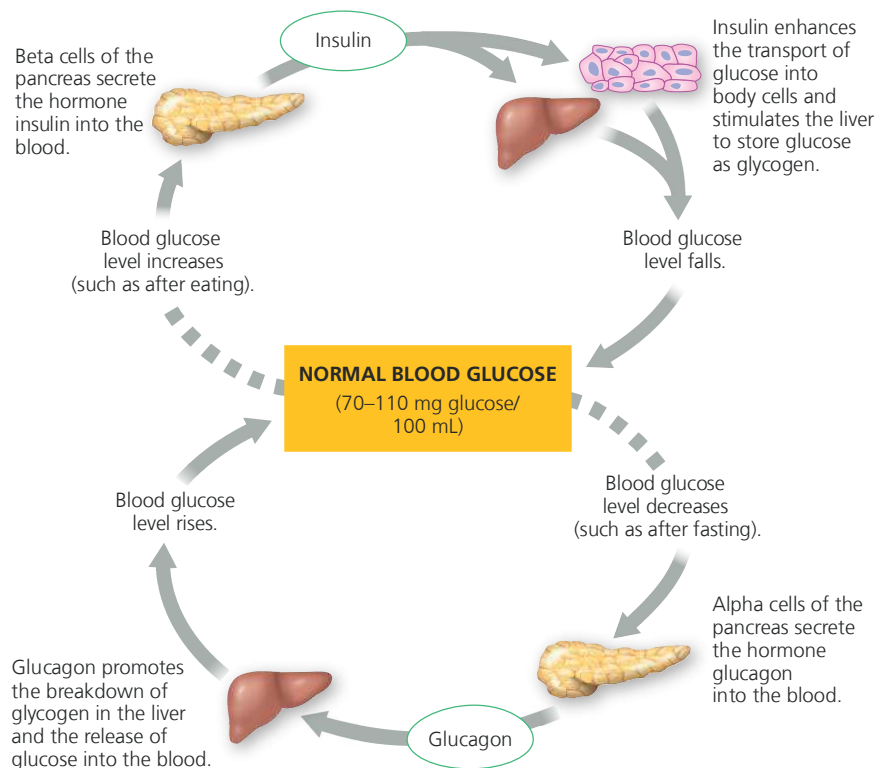 Insulin
Beta cells of the
pancreas secrete
the hormone
insulin into the
blood.
Insulin enhances
the transport of
glucose into
body cells and
stimulates the liver
to store glucose
as glycogen.
Blood glucose
level increases
(such as after eating).
Blood glucose
level falls.
NORMAL BLOOD GLUCOSE
(70–110 mg glucose/
100 mL)
Blood glucose
level rises.
Blood glucose
level decreases
(such as after fasting).
Alpha cells of the
pancreas secrete
the hormone
glucagon
into the blood.
Glucagon promotes
the breakdown of
glycogen in the liver
and the release of
glucose into the blood.
Glucagon